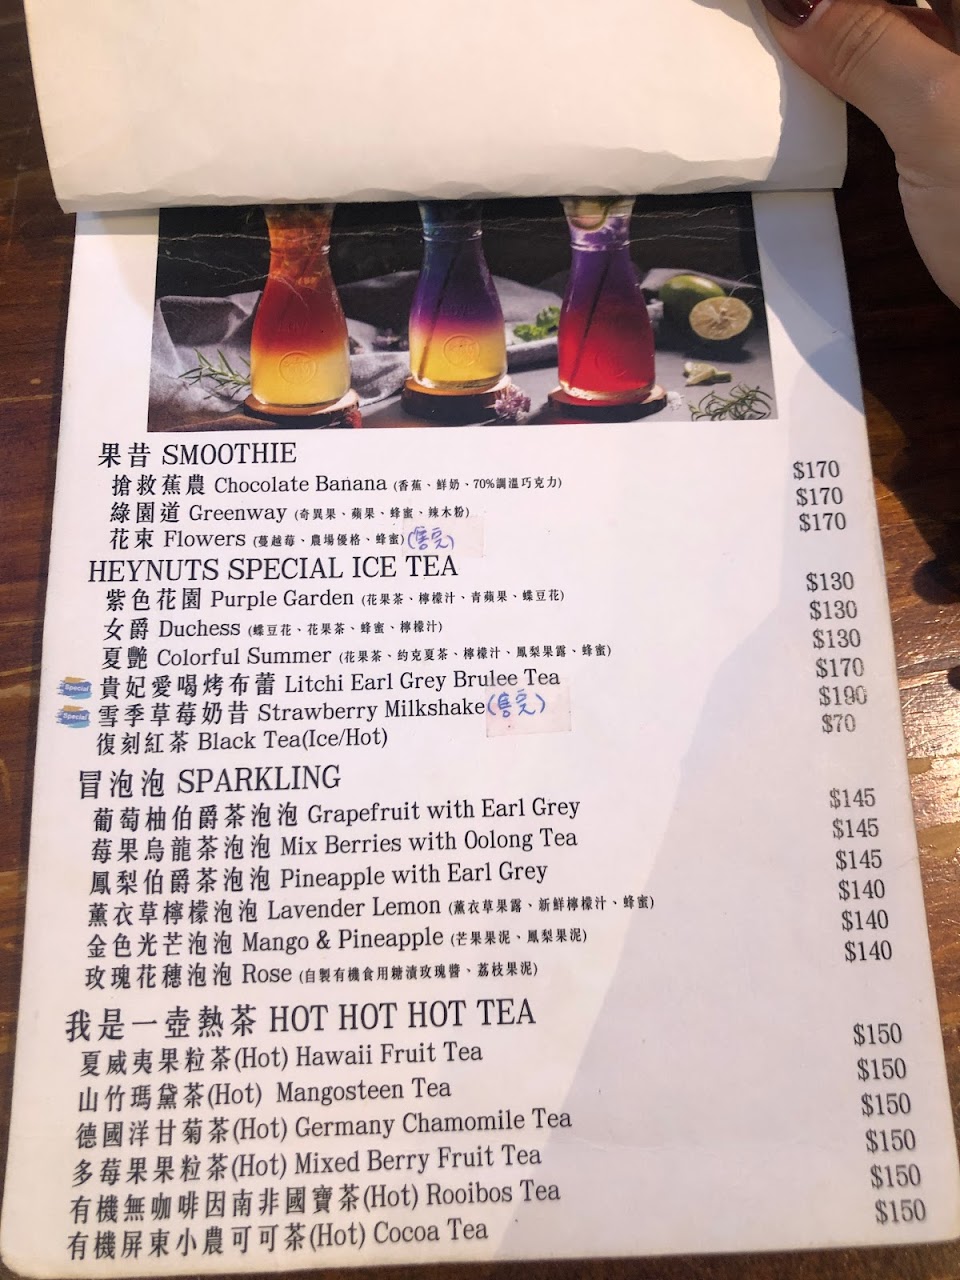 果昔 SMOOTHIE
搶救蕉農 Chocolate Banana (香蕉、鮮奶、70%調溫巧克力) $170
綠園道 Greenway (奇異果、蘋果、蜂蜜、辣木粉) $170
花束 Flowers (蔓越莓、農場優格、蜂蜜) (售完) $170
HEYNUTS SPECIAL ICE TEA
紫色花園 Purple Garden (花果茶、檸檬汁、青蘋果、蝶豆花) $130
女爵 Duchess (蝶豆花、花果茶、蜂蜜、檸檬汁) $130
夏艷 Colorful Summer (花果茶、約克夏茶、檸檬汁、鳳梨果露、蜂蜜) $130
Special 貴妃愛喝烤布蕾 Litchi Earl Grey Brulee Tea $170
Special 雪季草莓奶昔 Strawberry Milkshake (售完) $190
復刻紅茶 Black Tea(Ice/Hot) $70
冒泡泡 SPARKLING
葡萄柚伯爵茶泡泡 Grapefruit with Earl Grey $145
莓果烏龍茶泡泡 Mix Berries with Oolong Tea $145
鳳梨伯爵茶泡泡 Pineapple with Earl Grey $145
薰衣草檸檬泡泡 Lavender Lemon (薰衣草果露、新鮮檸檬汁、蜂蜜) $140
金色光芒泡泡 Mango & Pineapple (芒果果泥、鳳梨果泥) $140
玫瑰花穗泡泡 Rose (自製有機食用糖漬玫瑰醬、荔枝果泥) $140
我是一壺熱茶 HOT HOT HOT TEA
夏威夷果粒茶(Hot) Hawaii Fruit Tea $150
山竹瑪黛茶(Hot) Mangosteen Tea $150
德國洋甘菊茶(Hot) Germany Chamomile Tea $150
多莓果果粒茶(Hot) Mixed Berry Fruit Tea $150
有機無咖啡因南非國寶茶(Hot) Rooibos Tea $150
有機屏東小農可可茶(Hot) Cocoa Tea $150